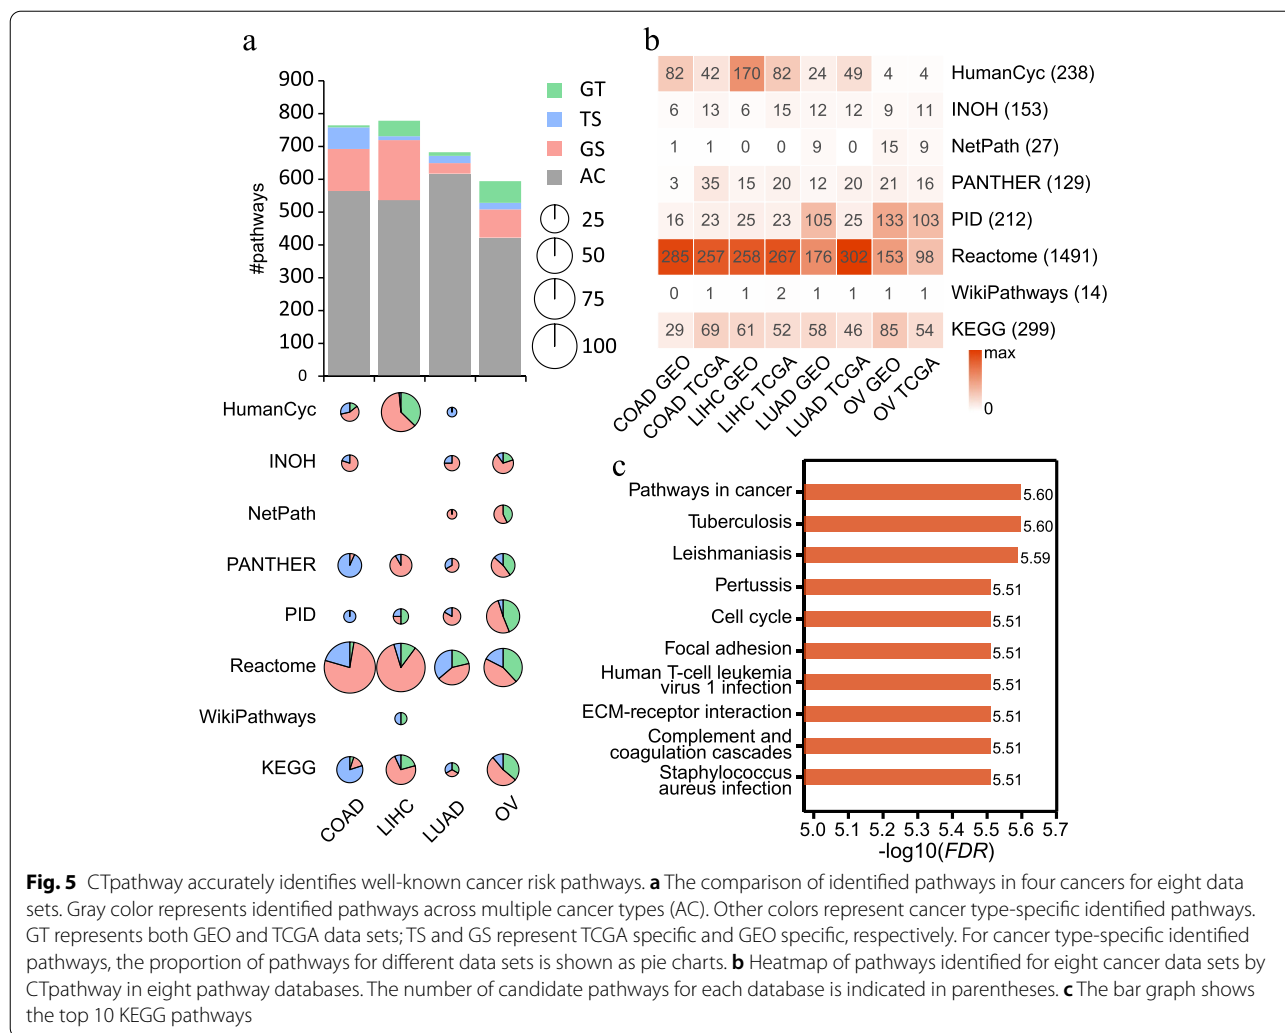 a
900
800
700
600
500
400
300
200
100
0
#pathways
GT
TS
GS
AC
25
50
75
100
HumanCyc
INOH
NetPath
PANTHER
PID
Reactome
WikiPathways
KEGG
COAD
LIHC
LUAD
OV
b
82 42 170 82 24 49 4 4 HumanCyc (238)
6 13 6 15 12 12 9 11 INOH (153)
1 1 0 0 9 0 15 9 NetPath (27)
3 35 15 20 12 20 21 16 PANTHER (129)
16 23 25 23 105 25 133 103 PID (212)
285 257 258 267 176 302 153 98 Reactome (1491)
0 1 1 2 1 1 1 1 WikiPathways (14)
29 69 61 52 58 46 85 54 KEGG (299)
COAD GEO
COAD TCGA
LIHC GEO
LIHC TCGA
LUAD GEO
LUAD TCGA
OV GEO
OV TCGA
max
0
c
Pathways in cancer 5.60
Tuberculosis 5.60
Leishmaniasis 5.59
Pertussis 5.51
Cell cycle 5.51
Focal adhesion 5.51
Human T-cell leukemia
virus 1 infection 5.51
ECM-receptor interaction 5.51
Complement and
coagulation cascades 5.51
Staphylococcus
aureus infection 5.51
5.0 5.1 5.2 5.3 5.4 5.5 5.6 5.7
-log10(FDR)
Fig. 5 CTpathway accurately identifies well-known cancer risk pathways. a The comparison of identified pathways in four cancers for eight data
sets. Gray color represents identified pathways across multiple cancer types (AC). Other colors represent cancer type-specific identified pathways.
GT represents both GEO and TCGA data sets; TS and GS represent TCGA specific and GEO specific, respectively. For cancer type-specific identified
pathways, the proportion of pathways for different data sets is shown as pie charts. b Heatmap of pathways identified for eight cancer data sets by
CTpathway in eight pathway databases. The number of candidate pathways for each database is indicated in parentheses. c The bar graph shows
the top 10 KEGG pathways